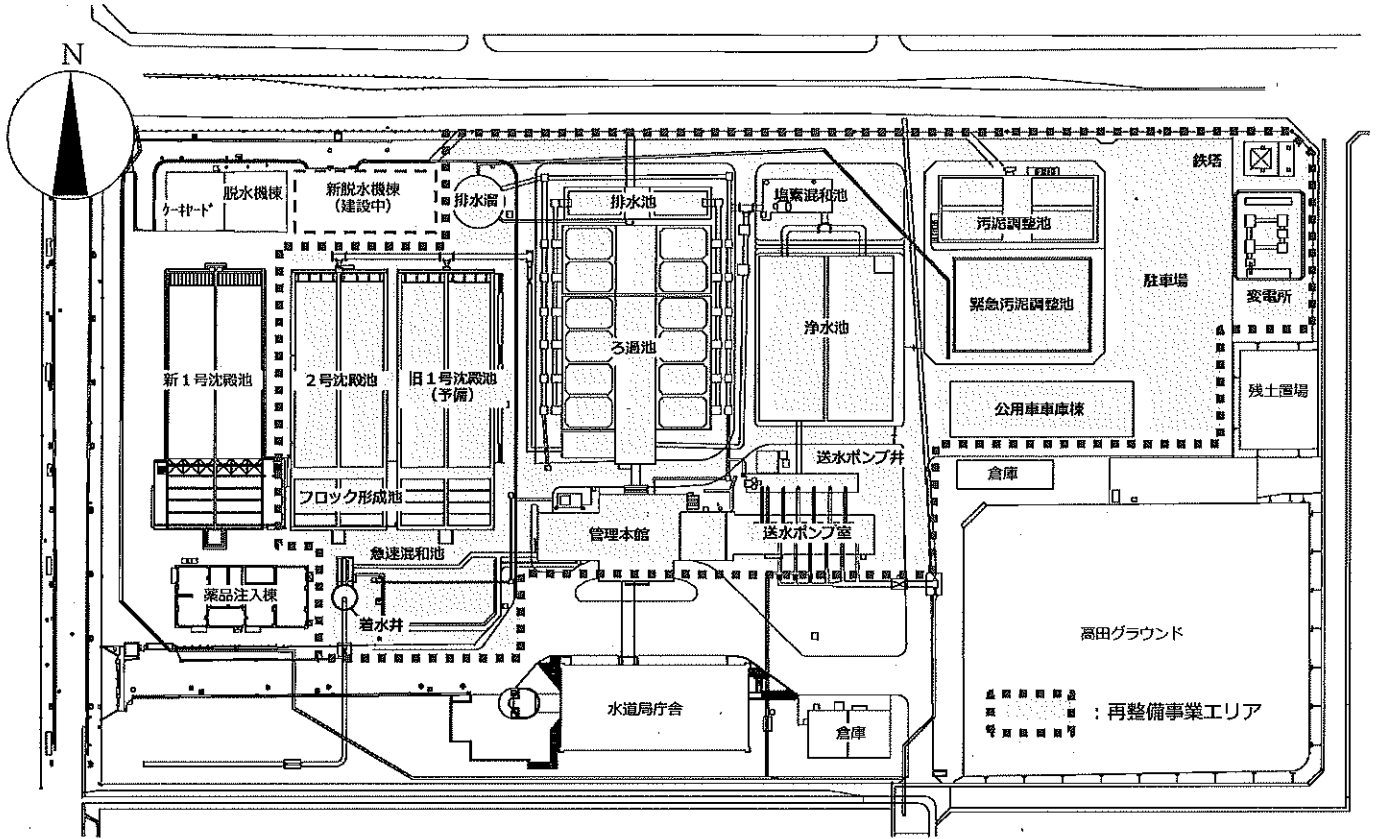 N
鉄塔
脱水機棟
ケーキヤード
新脱水機棟
(建設中)
排水溜
排水池
塩素混和池
汚泥調整池
駐車場
変電所
緊急汚泥調整池
浄水池
ろ過池
新1号沈殿池
2号沈殿池
旧1号沈殿池
(予備)
公用車車庫棟
残土置場
送水ポンプ井
倉庫
フロック形成池
管理本館
送水ポンプ室
急速混和池
薬品注入棟
着水井
高田グラウンド
水道局庁舎
倉庫
:再整備事業エリア